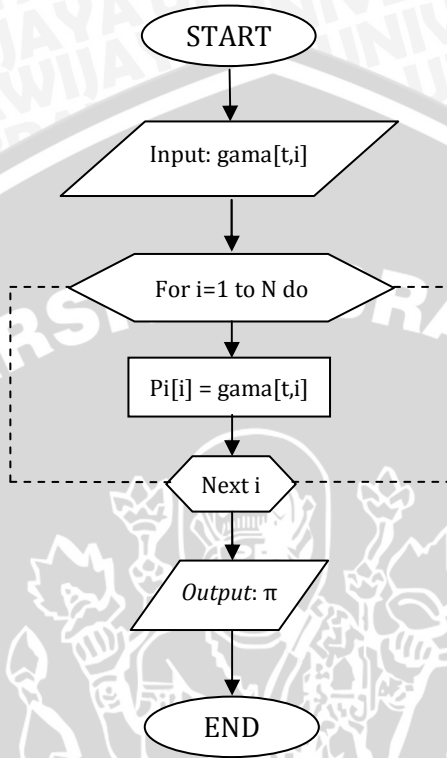 START
Input: gama[t,i]
For i=1 to N do
Pi[i] = gama[t,i]
Next i
Output: π
END